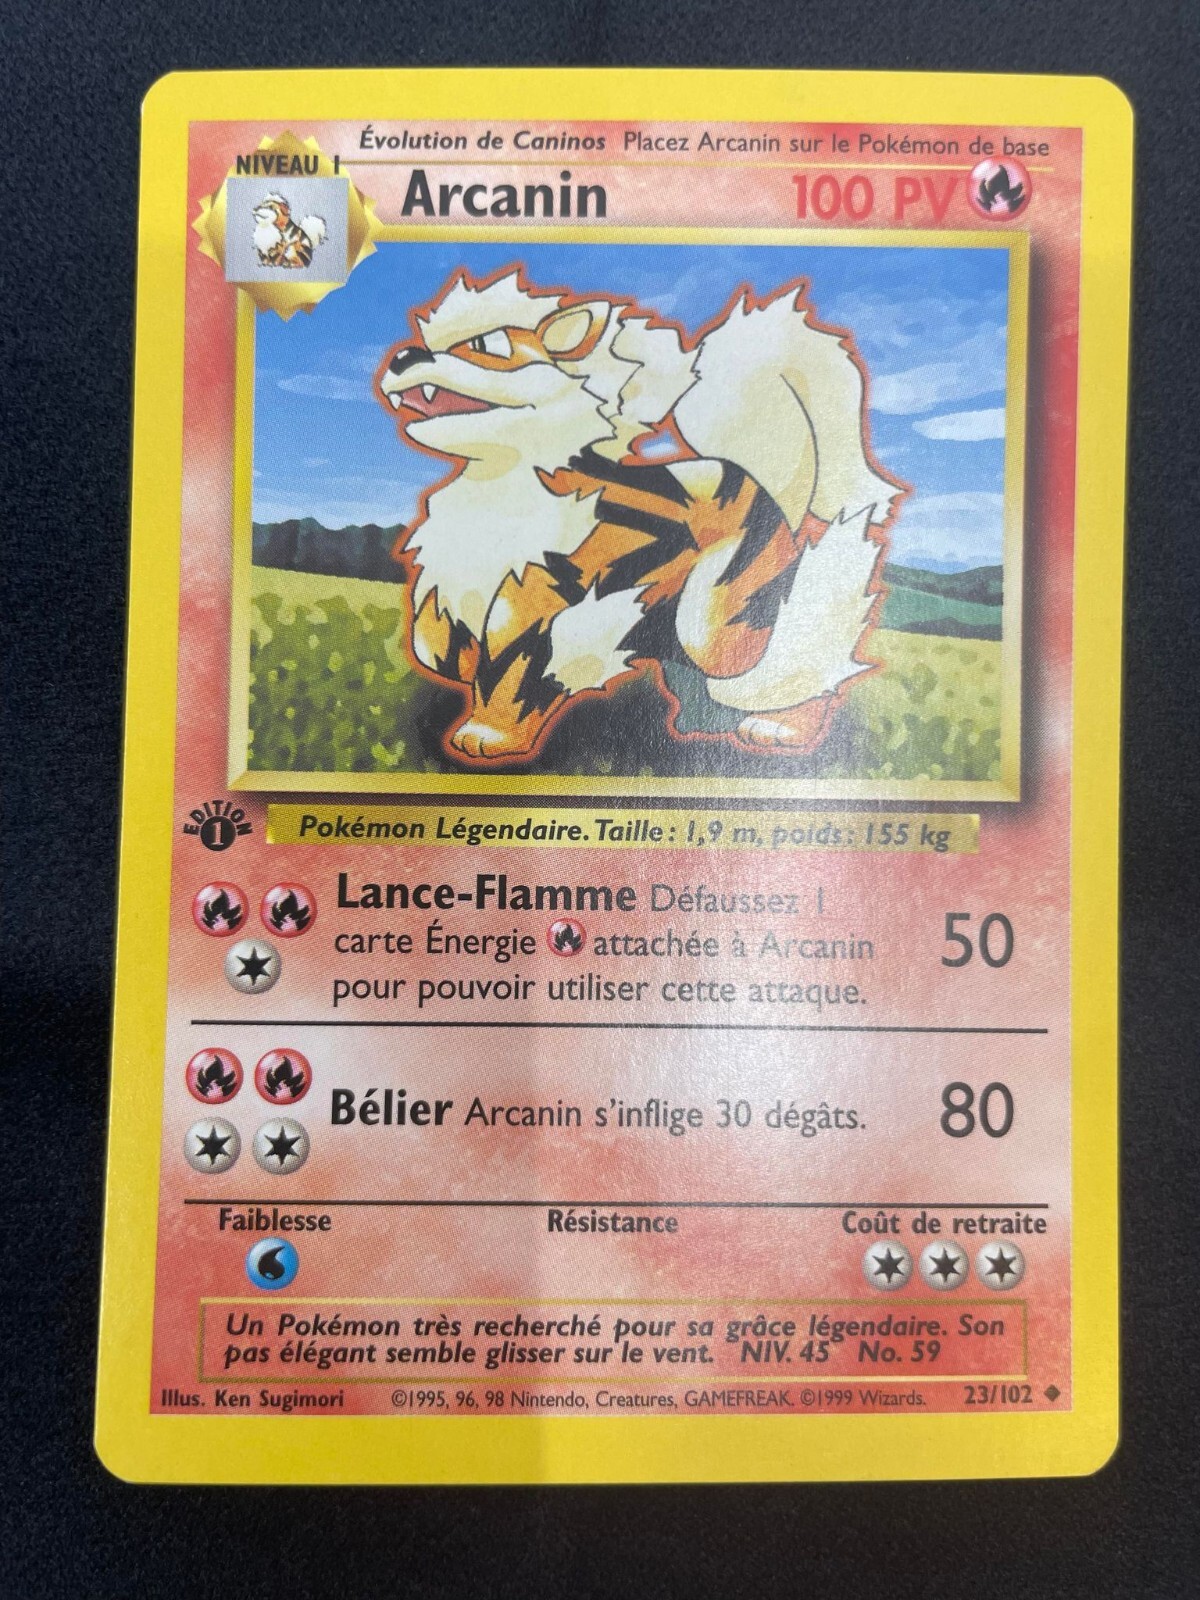 Évolution de Caninos Placez Arcanin sur le Pokémon de base
NIVEAU 1
Arcanin 100 PV
EDITION
1
Pokémon Légendaire. Taille : 1,9 m, poids : 155 kg
Lance-Flamme Défaussez 1
carte Énergie attachée à Arcanin
pour pouvoir utiliser cette attaque.
50
Bélier Arcanin s'inflige 30 dégâts. 80
Faiblesse Résistance Coût de retraite
Un Pokémon très recherché pour sa grâce légendaire. Son
pas élégant semble glisser sur le vent. NIV. 45 No. 59
Illus. Ken Sugimori ©1995, 96, 98 Nintendo, Creatures, GAMEFREAK. ©1999 Wizards. 23/102